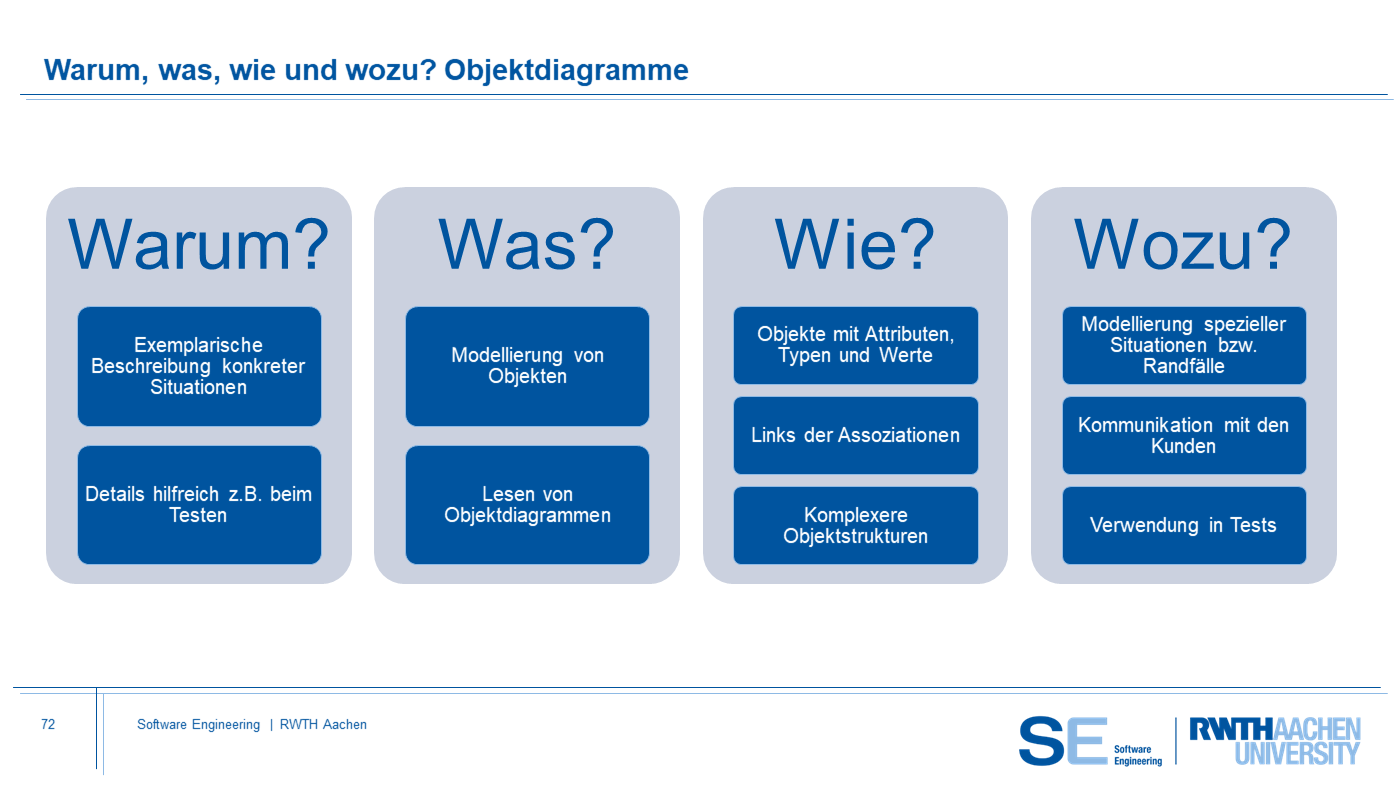 Warum, was, wie und wozu? Objektdiagramme
Warum?
Exemplarische
Beschreibung konkreter
Situationen
Details hilfreich z.B. beim
Testen
Was?
Modellierung von
Objekten
Lesen von
Objektdiagrammen
Wie?
Objekte mit Attributen,
Typen und Werte
Links der Assoziationen
Komplexere
Objektstrukturen
Wozu?
Modellierung spezieller
Situationen bzw.
Randfälle
Kommunikation mit den
Kunden
Verwendung in Tests
72
Software Engineering | RWTH Aachen
SE Software
Engineering
RWTHAACHEN
UNIVERSITY